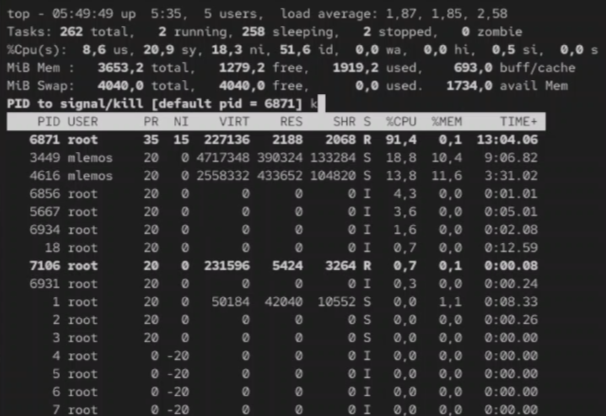 top - 05:49:49 up  5:35,  5 users,  load average: 1,87, 1,85, 2,58
Tasks: 262 total,   2 running, 258 sleeping,   2 stopped,   0 zombie
%Cpu(s):  8,6 us, 20,9 sy, 18,3 ni, 51,6 id,  0,0 wa,  0,0 hi,  0,5 si,  0,0 s
MiB Mem :   3653,2 total,   1279,2 free,   1919,2 used,    693,0 buff/cache
MiB Swap:   4040,0 total,   4040,0 free,      0,0 used.   1734,0 avail Mem
PID to signal/kill [default pid = 6871] k
PID USER      PR  NI    VIRT    RES    SHR S  %CPU  %MEM     TIME+
6871 root      35  15  227136   2188   2068 R  91,4   0,1  13:04.06
3449 mlemos    20   0 4717348 390324 133284 S  18,8  10,4   9:06.82
4616 mlemos    20   0 2558332 433652 104820 S  13,8  11,6   3:31.02
6856 root      20   0       0      0      0 I   4,3   0,0   0:01.01
5667 root      20   0       0      0      0 I   3,6   0,0   0:05.01
6934 root      20   0       0      0      0 I   1,6   0,0   0:02.08
18 root      20   0       0      0      0 I   0,7   0,0   0:12.59
7106 root      20   0  231596   5424   3264 R   0,7   0,1   0:00.08
6931 root      20   0       0      0      0 I   0,3   0,0   0:00.24
1 root      20   0   50184  42040  10552 S   0,0   1,1   0:08.33
2 root      20   0       0      0      0 S   0,0   0,0   0:00.26
3 root      20   0       0      0      0 S   0,0   0,0   0:00.00
4 root       0 -20       0      0      0 I   0,0   0,0   0:00.00
5 root       0 -20       0      0      0 I   0,0   0,0   0:00.00
6 root       0 -20       0      0      0 I   0,0   0,0   0:00.00
7 root       0 -20       0      0      0 I   0,0   0,0   0:00.00